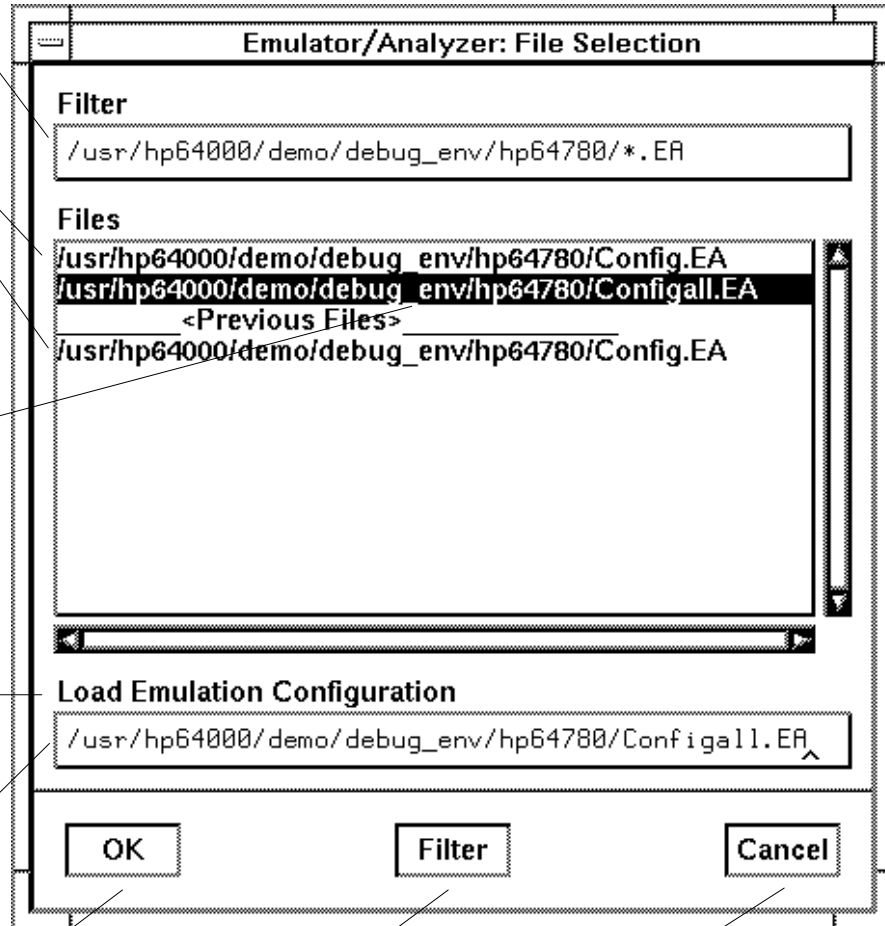 Emulator/Analyzer: File Selection
Filter
/usr/hp64000/demo/debug_env/hp64780/*.EA
Files
/usr/hp64000/demo/debug_env/hp64780/Config.EA
/usr/hp64000/demo/debug_env/hp64780/Configall.EA
________<Previous Files>______________
/usr/hp64000/demo/debug_env/hp64780/Config.EA
Load Emulation Configuration
/usr/hp64000/demo/debug_env/hp64780/Configall.EA
OK Filter Cancel